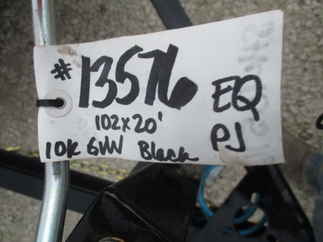 #13576 EQ
102x20' PJ
10K GVW Black